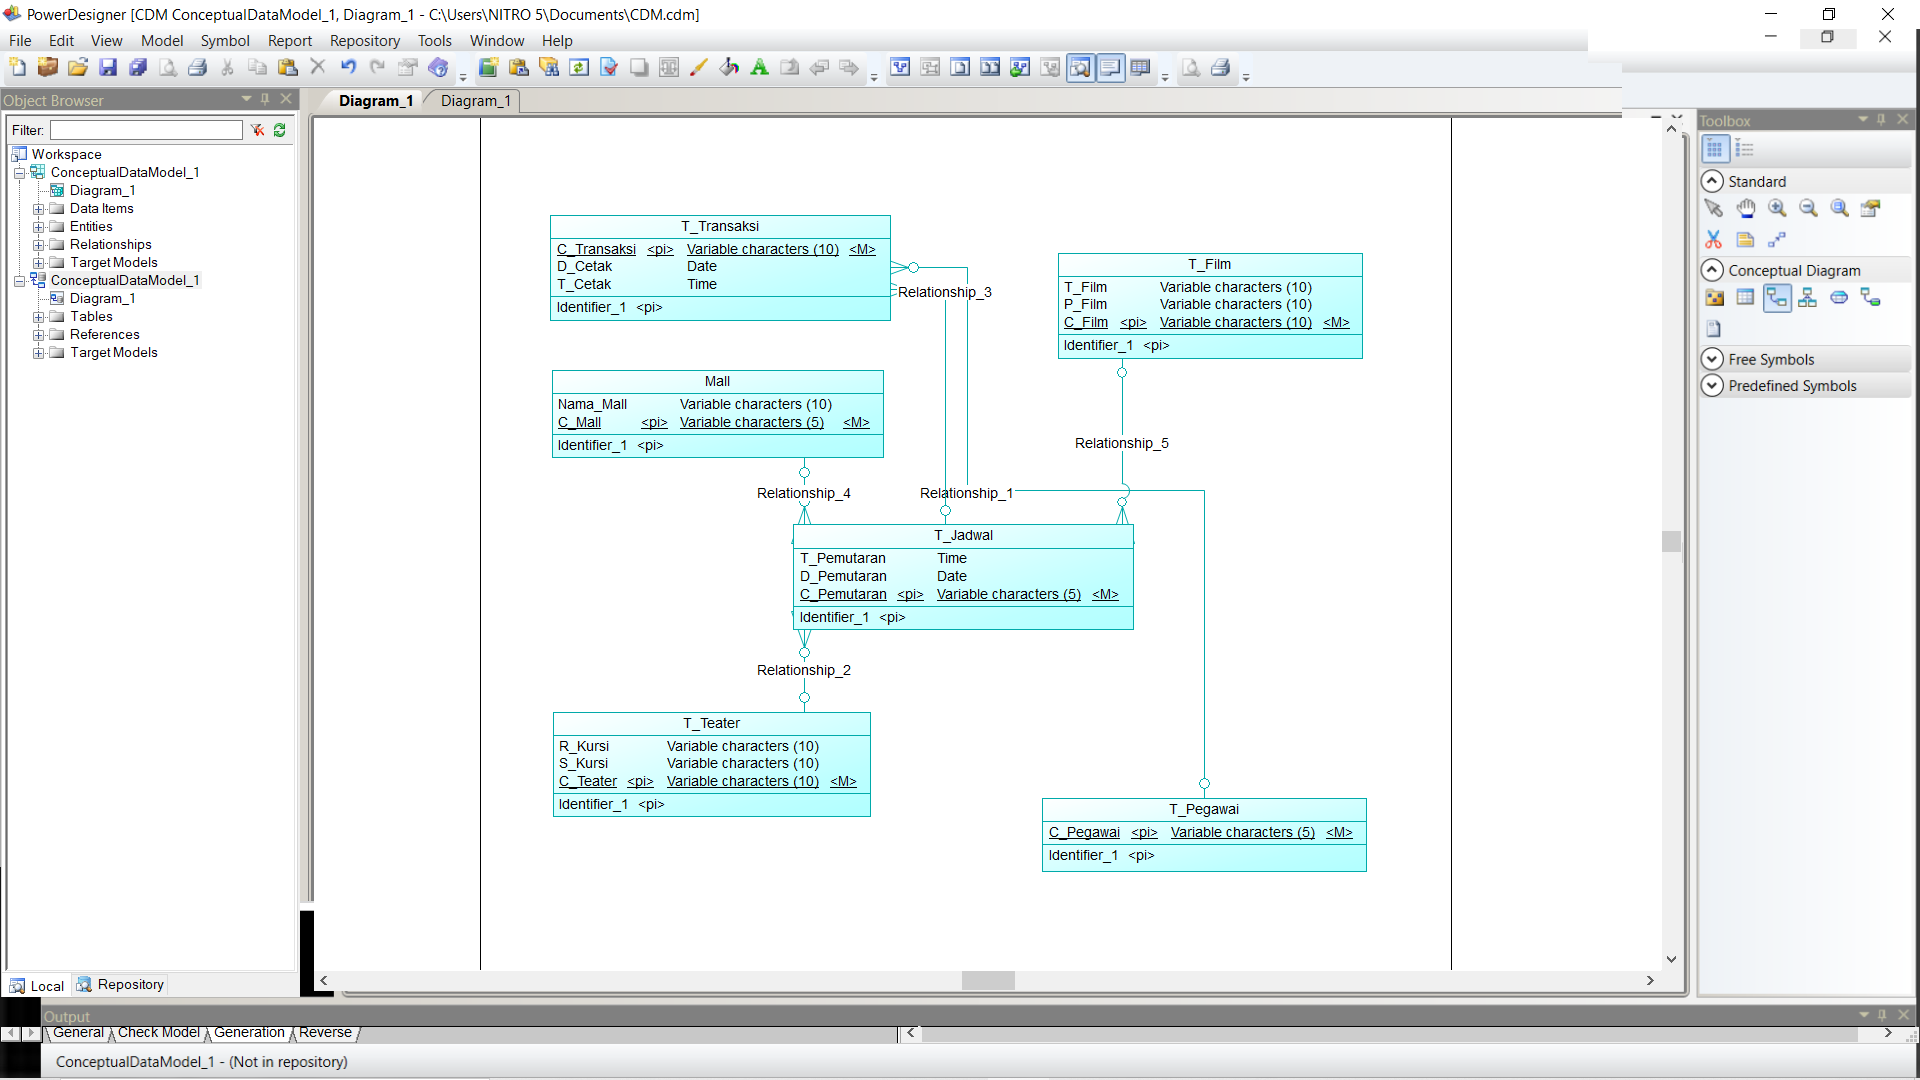 PowerDesigner [CDM ConceptualDataModel_1, Diagram_1 - C:\Users\NITRO 5\Documents\CDM.cdm]
File Edit View Model Symbol Report Repository Tools Window Help
Object Browser
Filter:
Workspace
ConceptualDataModel_1
Diagram_1
Data Items
Entities
Relationships
Target Models
ConceptualDataModel_1
Diagram_1
Tables
References
Target Models
Local Repository
Diagram_1 Diagram_1
T_Transaksi
C_Transaksi <pi> Variable characters (10) <M>
D_Cetak Date
T_Cetak Time
Identifier_1 <pi>
Relationship_3
T_Film
T_Film Variable characters (10)
P_Film Variable characters (10)
C_Film <pi> Variable characters (10) <M>
Identifier_1 <pi>
Mall
Nama_Mall Variable characters (10)
C_Mall <pi> Variable characters (5) <M>
Identifier_1 <pi>
Relationship_5
Relationship_4 Relationship_1
T_Jadwal
T_Pemutaran Time
D_Pemutaran Date
C_Pemutaran <pi> Variable characters (5) <M>
Identifier_1 <pi>
Relationship_2
T_Teater
R_Kursi Variable characters (10)
S_Kursi Variable characters (10)
C_Teater <pi> Variable characters (10) <M>
Identifier_1 <pi>
T_Pegawai
C_Pegawai <pi> Variable characters (5) <M>
Identifier_1 <pi>
Toolbox
Standard
Conceptual Diagram
Free Symbols
Predefined Symbols
Output
General Check Model Generation Reverse
ConceptualDataModel_1 - (Not in repository)